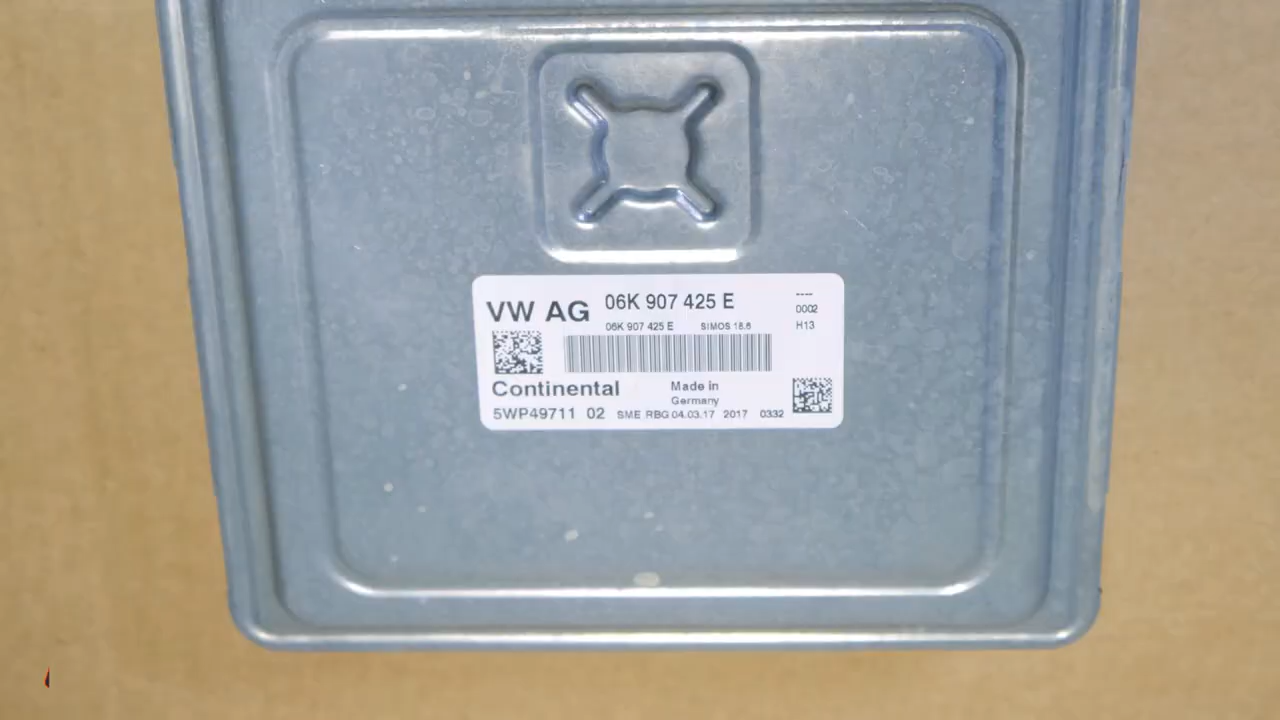 VW AG 06K 907 425 E ----
0002
06K 907 425 E SIMOS 18.6 H13
Continental Made in
Germany
5WP49711 02 SME RBG 04.03.17 2017 0332